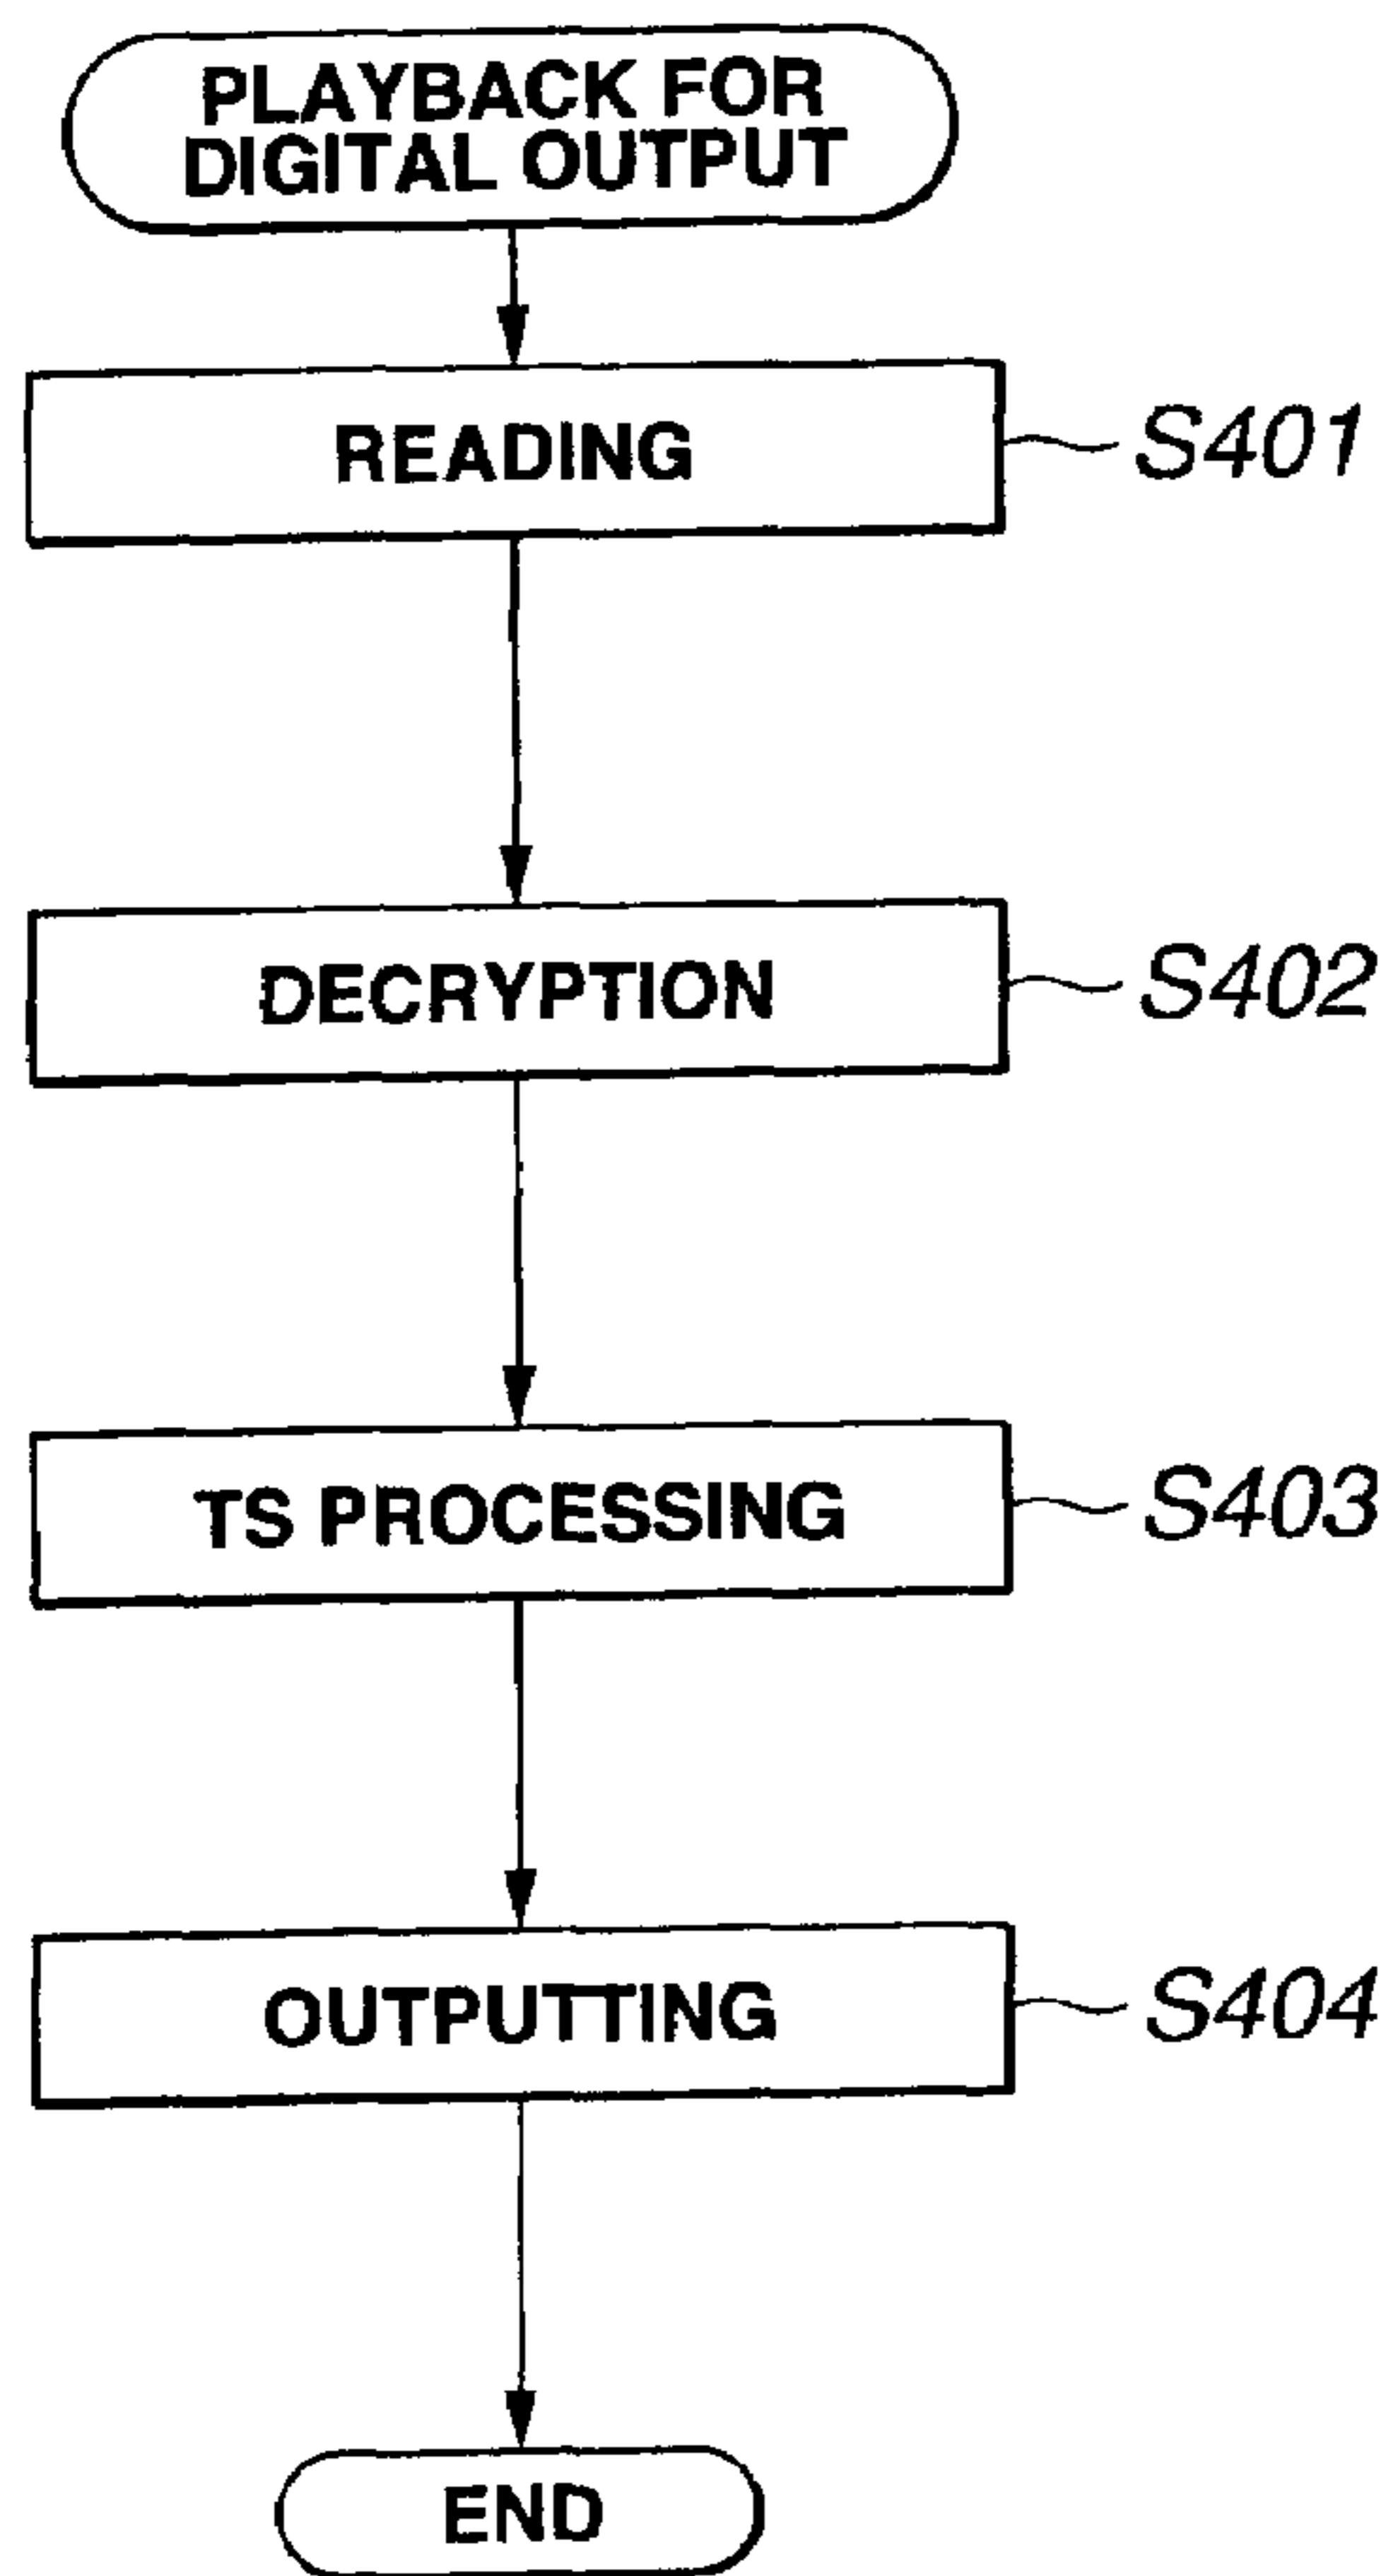 PLAYBACK FOR
DIGITAL OUTPUT
READING
S401
DECRYPTION
S402
TS PROCESSING
S403
OUTPUTTING
S404
END